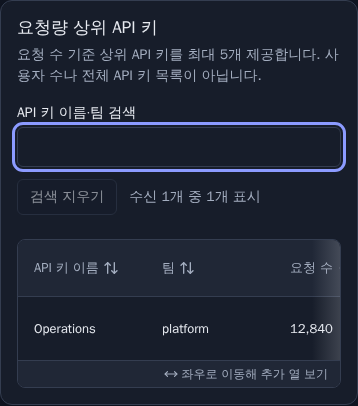 요청량 상위 API 키
요청 수 기준 상위 API 키를 최대 5개 제공합니다. 사
용자 수나 전체 API 키 목록이 아닙니다.
API 키 이름·팀 검색
검색 지우기 수신 1개 중 1개 표시
API 키 이름 팀 요청 수
Operations platform 12,840
좌우로 이동해 추가 열 보기